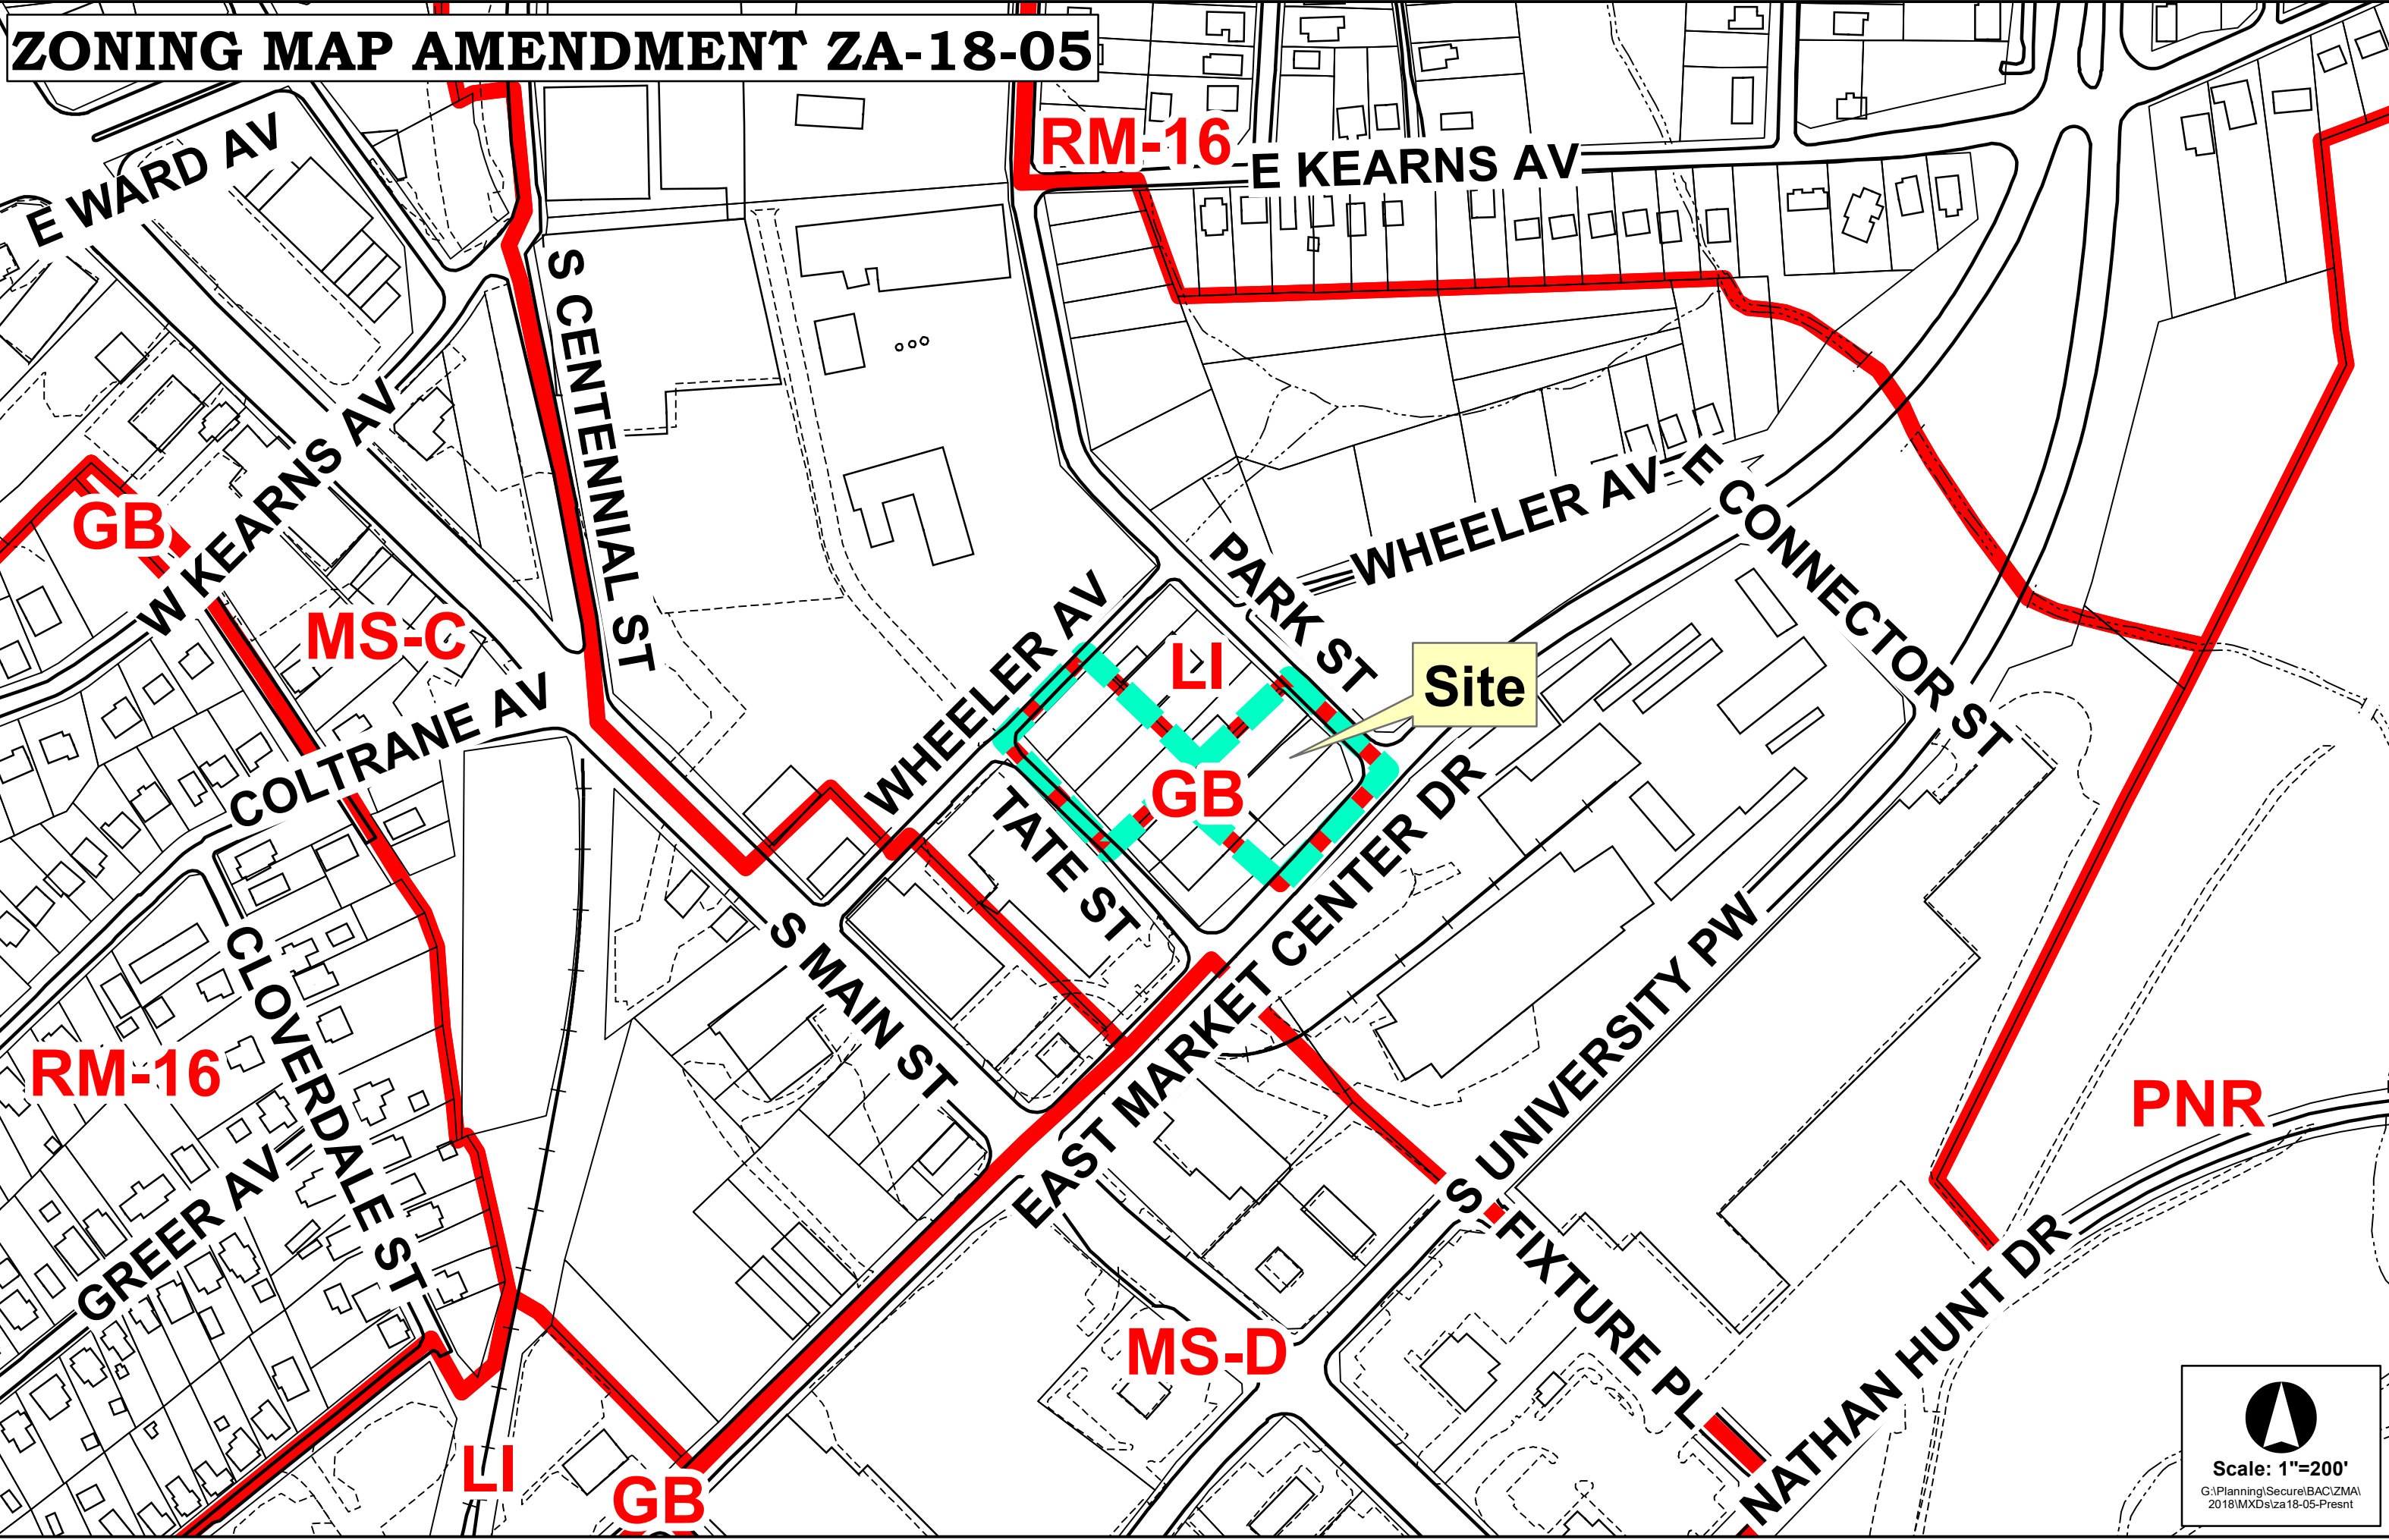 ZONING MAP AMENDMENT ZA-18-05
RM-16
E KEARNS AV
E WARD AV
S CENTENNIAL ST
GB
W KEARNS AV
MS-C
COLTRANE AV
WHEELER AV
PARK ST
WHEELER AV
E CONNECTOR ST
LI
Site
GB
TATE ST
EAST MARKET CENTER DR
S MAIN ST
S UNIVERSITY PW
CLOVERDALE ST
RM-16
GREER AV
PNR
S FIXTURE PL
NATHAN HUNT DR
MS-D
LI
GB
Scale: 1"=200'
G:\Planning\Secure\BAC\ZMA\
2018\MXDs\za18-05-Presnt